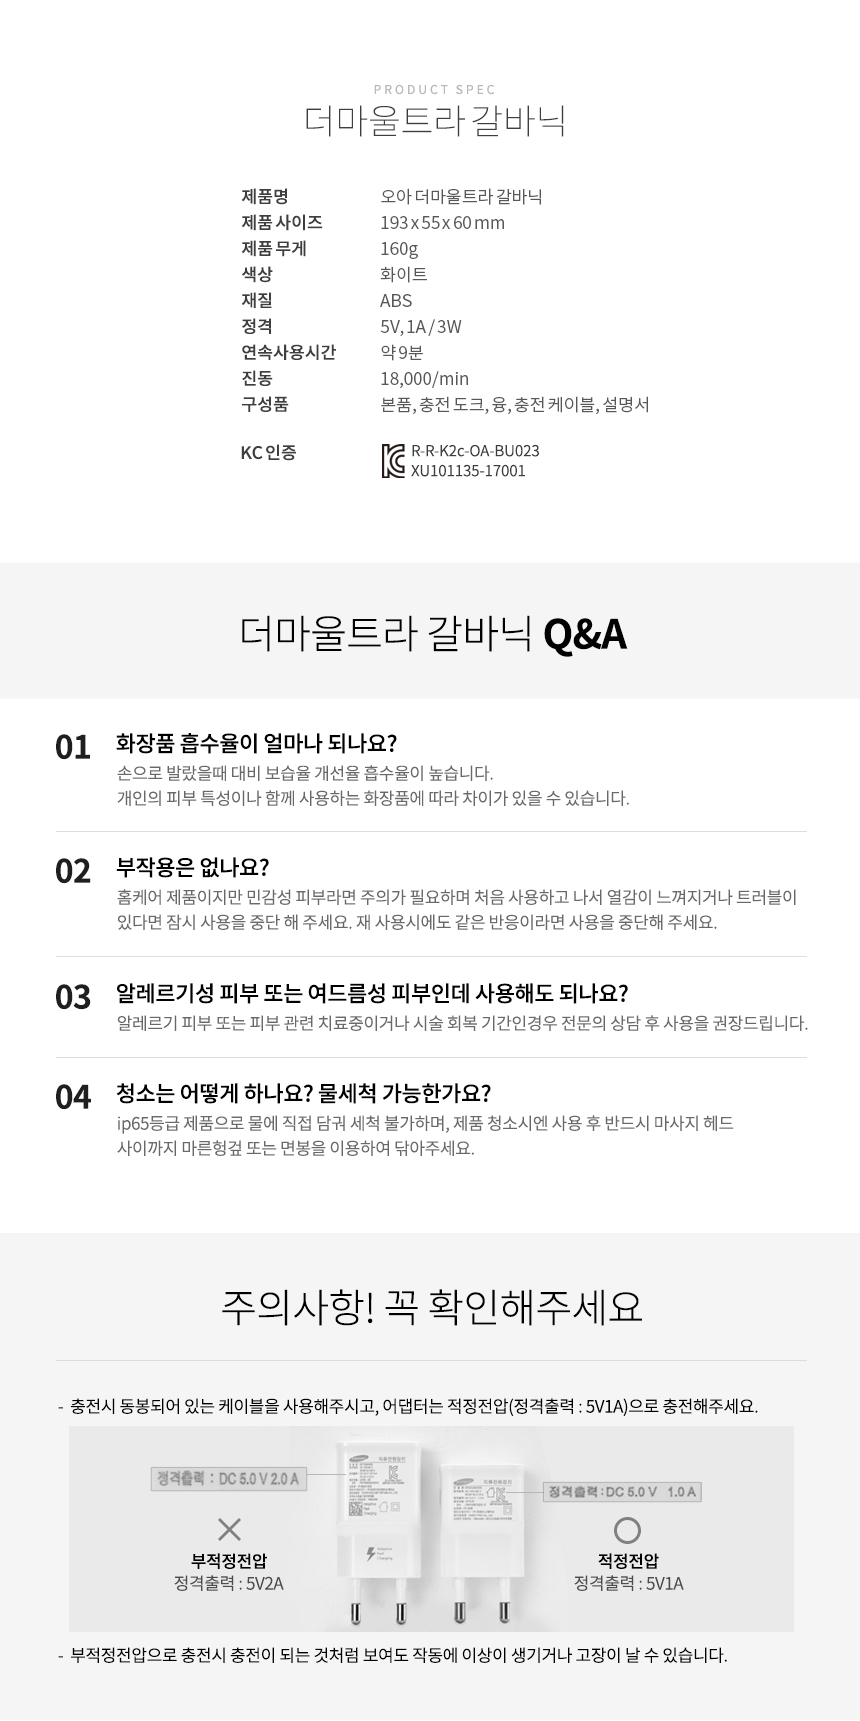 PRODUCT SPEC
더마울트라 갈바닉
제품명 오아 더마울트라 갈바닉
제품 사이즈 193 x 55 x 60 mm
제품 무게 160g
색상 화이트
재질 ABS
정격 5V, 1A / 3W
연속사용시간 약 9분
진동 18,000/min
구성품 본품, 충전 도크, 융, 충전 케이블, 설명서
KC 인증 R-R-K2c-OA-BU023
XU101135-17001
더마울트라 갈바닉 Q&A
01 화장품 흡수율이 얼마나 되나요?
손으로 발랐을때 대비 보습율 개선율 흡수율이 높습니다.
개인의 피부 특성이나 함께 사용하는 화장품에 따라 차이가 있을 수 있습니다.
02 부작용은 없나요?
홈케어 제품이지만 민감성 피부라면 주의가 필요하며 처음 사용하고 나서 열감이 느껴지거나 트러블이
있다면 잠시 사용을 중단 해 주세요. 재 사용시에도 같은 반응이라면 사용을 중단해 주세요.
03 알레르기성 피부 또는 여드름성 피부인데 사용해도 되나요?
알레르기 피부 또는 피부 관련 치료중이거나 시술 회복 기간인경우 전문의 상담 후 사용을 권장드립니다.
04 청소는 어떻게 하나요? 물세척 가능한가요?
ip65등급 제품으로 물에 직접 담궈 세척 불가하며, 제품 청소시엔 사용 후 반드시 마사지 헤드
사이까지 마른헝겊 또는 면봉을 이용하여 닦아주세요.
주의사항! 꼭 확인해주세요
- 충전시 동봉되어 있는 케이블을 사용해주시고, 어댑터는 적정전압(정격출력 : 5V1A)으로 충전해주세요.
정격출력 : DC 5.0 V 2.0 A
정격출력 : DC 5.0 V 1.0 A
부적정전압
정격출력 : 5V2A
적정전압
정격출력 : 5V1A
- 부적정전압으로 충전시 충전이 되는 것처럼 보여도 작동에 이상이 생기거나 고장이 날 수 있습니다.